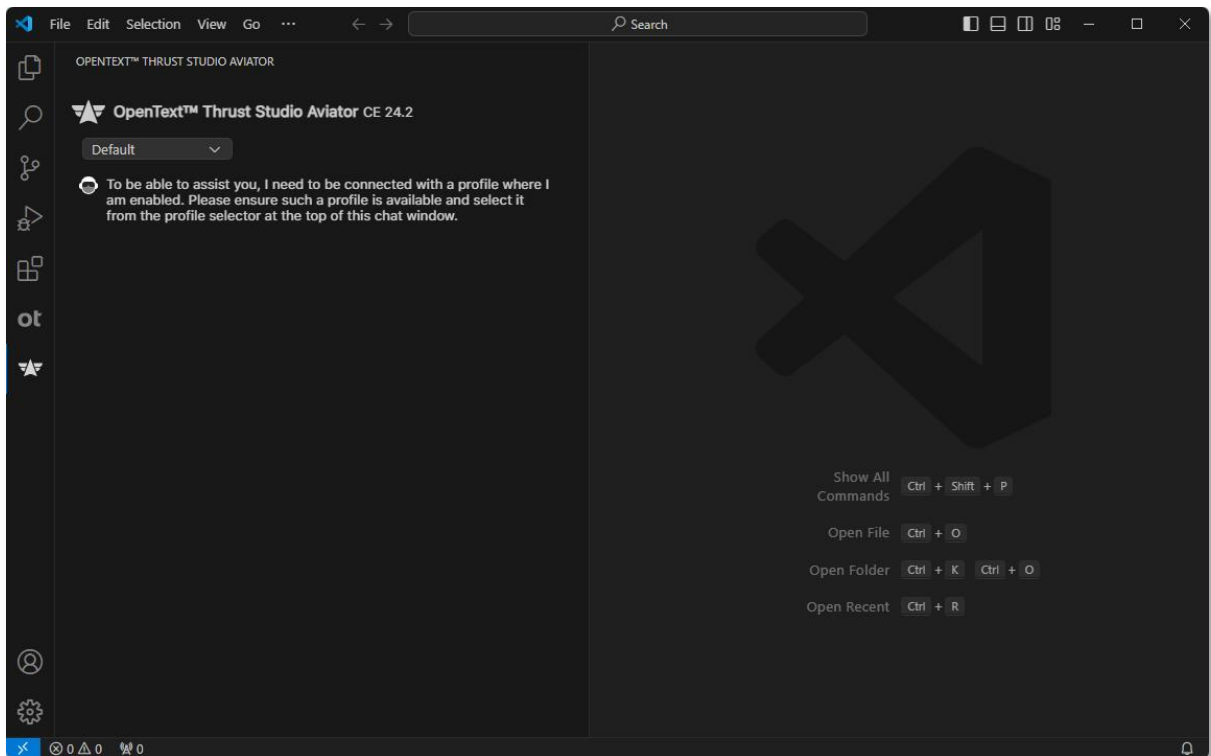 File Edit Selection View Go ··· Search
OPENTEXT™ THRUST STUDIO AVIATOR
OpenText™ Thrust Studio Aviator CE 24.2
Default
To be able to assist you, I need to be connected with a profile where I
am enabled. Please ensure such a profile is available and select it
from the profile selector at the top of this chat window.
ot
Show All
Commands Ctrl + Shift + P
Open File Ctrl + O
Open Folder Ctrl + K Ctrl + O
Open Recent Ctrl + R
0 0 0